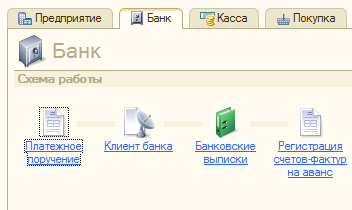 Предприятие Банк Касса Покупка
Банк
Схема работы
Платежное Клиент банка Банковские Регистрация
поручение выписки счетов-фактур
на аванс